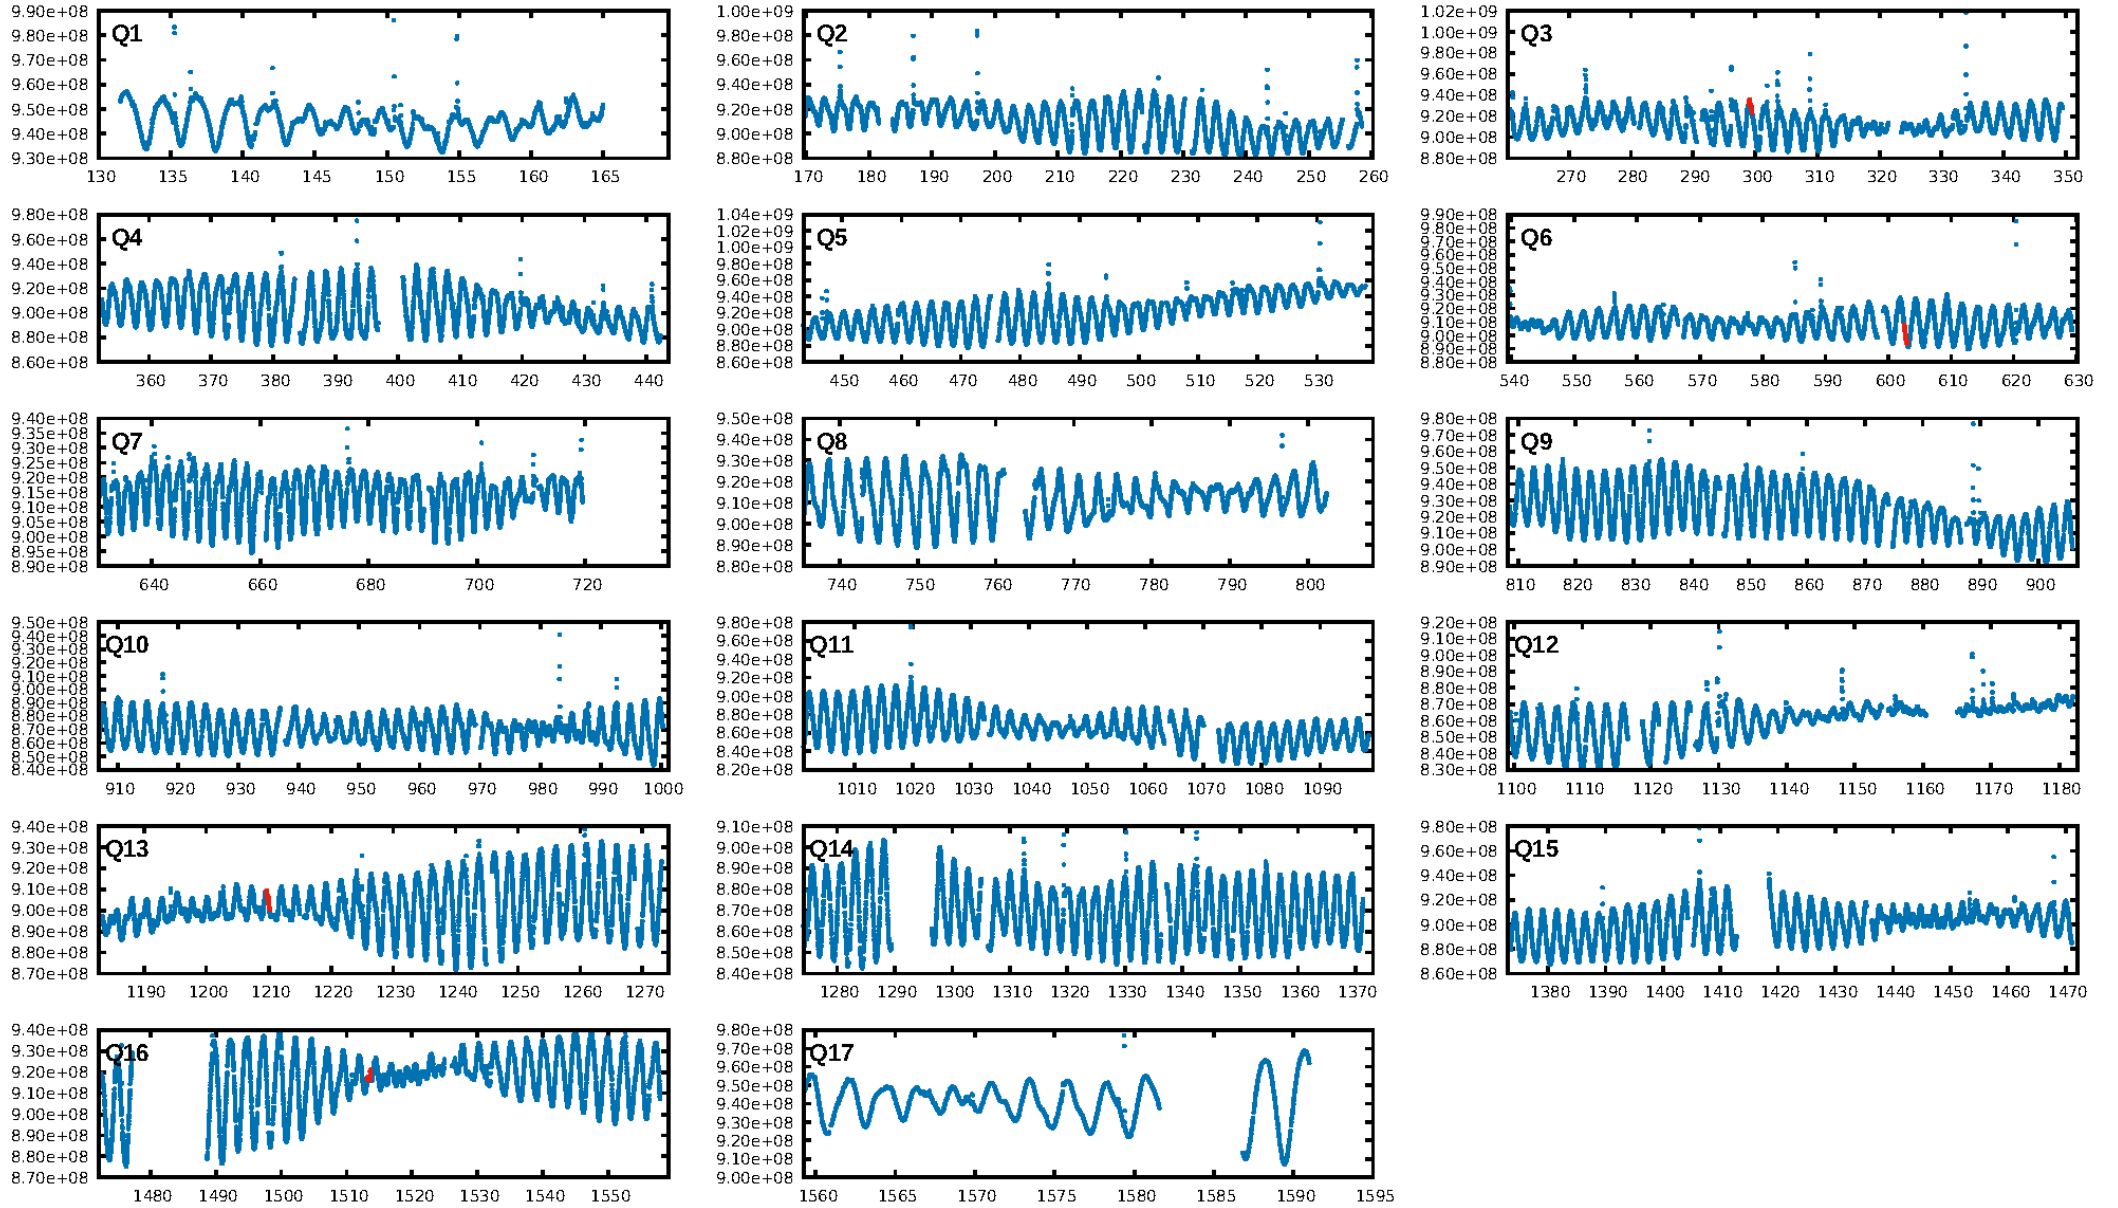 9.90e+08
9.80e+08
9.70e+08
9.60e+08
9.50e+08
9.40e+08
9.30e+08
Q1
130 135 140 145 150 155 160 165
1.00e+09
9.80e+08
9.60e+08
9.40e+08
9.20e+08
9.00e+08
8.80e+08
Q2
170 180 190 200 210 220 230 240 250 260
1.02e+09
1.00e+09
9.80e+08
9.60e+08
9.40e+08
9.20e+08
9.00e+08
8.80e+08
Q3
270 280 290 300 310 320 330 340 350
9.80e+08
9.60e+08
9.40e+08
9.20e+08
9.00e+08
8.80e+08
8.60e+08
Q4
360 370 380 390 400 410 420 430 440
1.04e+09
1.02e+09
1.00e+09
9.80e+08
9.60e+08
9.40e+08
9.20e+08
9.00e+08
8.80e+08
8.60e+08
Q5
450 460 470 480 490 500 510 520 530
9.90e+08
9.80e+08
9.70e+08
9.60e+08
9.50e+08
9.40e+08
9.30e+08
9.20e+08
9.10e+08
9.00e+08
8.90e+08
8.80e+08
Q6
540 550 560 570 580 590 600 610 620 630
9.40e+08
9.35e+08
9.30e+08
9.25e+08
9.20e+08
9.15e+08
9.10e+08
9.05e+08
9.00e+08
8.95e+08
8.90e+08
Q7
640 660 680 700 720
9.50e+08
9.40e+08
9.30e+08
9.20e+08
9.10e+08
9.00e+08
8.90e+08
8.80e+08
Q8
740 750 760 770 780 790 800
9.80e+08
9.70e+08
9.60e+08
9.50e+08
9.40e+08
9.30e+08
9.20e+08
9.10e+08
9.00e+08
8.90e+08
Q9
810 820 830 840 850 860 870 880 890 900
9.50e+08
9.40e+08
9.30e+08
9.20e+08
9.10e+08
9.00e+08
8.90e+08
8.80e+08
8.70e+08
8.60e+08
8.50e+08
8.40e+08
Q10
910 920 930 940 950 960 970 980 990 1000
9.80e+08
9.60e+08
9.40e+08
9.20e+08
9.00e+08
8.80e+08
8.60e+08
8.40e+08
8.20e+08
Q11
1010 1020 1030 1040 1050 1060 1070 1080 1090
9.20e+08
9.10e+08
9.00e+08
8.90e+08
8.80e+08
8.70e+08
8.60e+08
8.50e+08
8.40e+08
8.30e+08
Q12
1100 1110 1120 1130 1140 1150 1160 1170 1180
9.40e+08
9.30e+08
9.20e+08
9.10e+08
9.00e+08
8.90e+08
8.80e+08
8.70e+08
Q13
1190 1200 1210 1220 1230 1240 1250 1260 1270
9.10e+08
9.00e+08
8.90e+08
8.80e+08
8.70e+08
8.60e+08
8.50e+08
8.40e+08
Q14
1280 1290 1300 1310 1320 1330 1340 1350 1360 1370
9.80e+08
9.60e+08
9.40e+08
9.20e+08
9.00e+08
8.80e+08
8.60e+08
Q15
1380 1390 1400 1410 1420 1430 1440 1450 1460 1470
9.40e+08
9.30e+08
9.20e+08
9.10e+08
9.00e+08
8.90e+08
8.80e+08
8.70e+08
Q16
1480 1490 1500 1510 1520 1530 1540 1550
9.80e+08
9.70e+08
9.60e+08
9.50e+08
9.40e+08
9.30e+08
9.20e+08
9.10e+08
9.00e+08
Q17
1560 1565 1570 1575 1580 1585 1590 1595